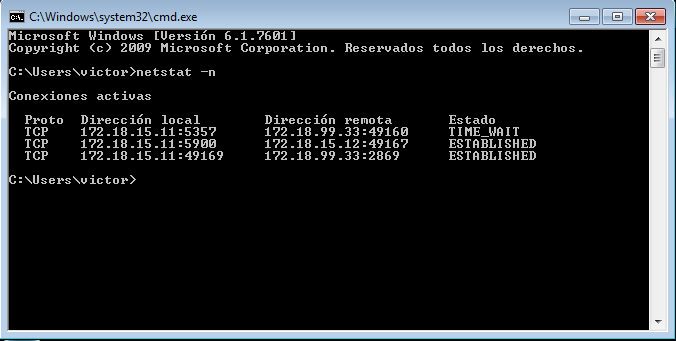 C:\Windows\system32\cmd.exe
Microsoft Windows [Versión 6.1.7601]
Copyright (c) 2009 Microsoft Corporation. Reservados todos los derechos.
C:\Users\victor>netstat -n
Conexiones activas
Proto  Dirección local  Dirección remota  Estado
TCP  172.18.15.11:5357  172.18.99.33:49160  TIME_WAIT
TCP  172.18.15.11:5900  172.18.15.12:49167  ESTABLISHED
TCP  172.18.15.11:49169  172.18.99.33:2869  ESTABLISHED
C:\Users\victor>